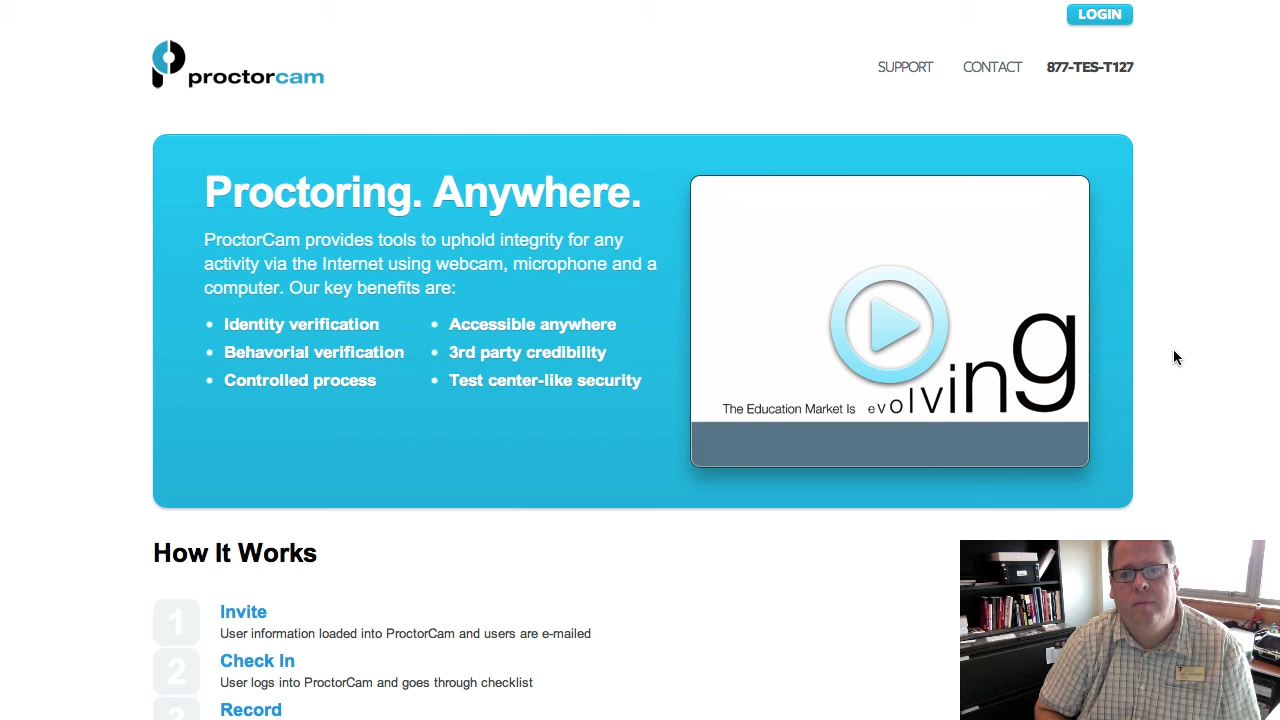 LOGIN
proctorcam
SUPPORT CONTACT 877-TES-T127
Proctoring. Anywhere.
ProctorCam provides tools to uphold integrity for any
activity via the Internet using webcam, microphone and a
computer. Our key benefits are:
• Identity verification
• Behavorial verification
• Controlled process
• Accessible anywhere
• 3rd party credibility
• Test center-like security
The Education Market Is evolving
How It Works
1 Invite
User information loaded into ProctorCam and users are e-mailed
2 Check In
User logs into ProctorCam and goes through checklist
3 Record